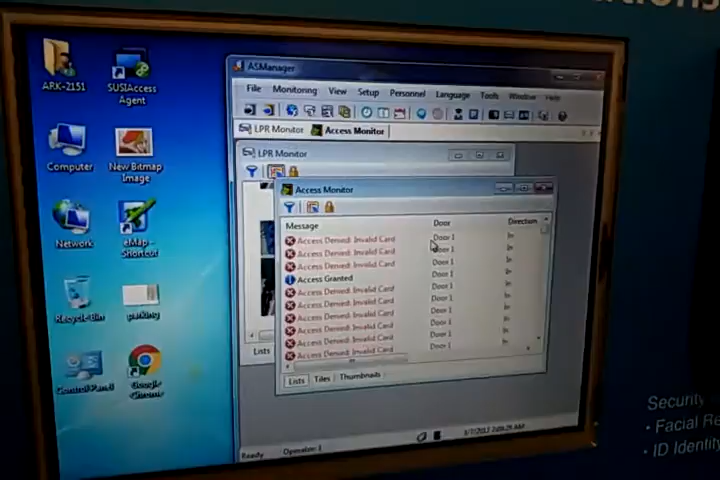 ations
ARK-2151
SUSIAccess
Agent
Computer
New Bitmap
Image
Network
eMap -
Shortcut
Recycle Bin
parking
Control Panel
Google
Chrome
ASManager
File Monitoring View Setup Personnel Language Tools Window Help
LPR Monitor Access Monitor
LPR Monitor
Access Monitor
Message Door Direction
Access Denied: Invalid Card Door 1 In
Access Denied: Invalid Card Door 1 In
Access Denied: Invalid Card Door 1 In
Access Granted Door 1 In
Access Denied: Invalid Card Door 1 In
Access Denied: Invalid Card Door 1 In
Access Denied: Invalid Card Door 1 In
Access Denied: Invalid Card Door 1 In
Access Denied: Invalid Card Door 1 In
Access Denied: Invalid Card
Lists
Lists Tiles Thumbnails
Ready Operator: 1
Security
• Facial Re
• ID Identity